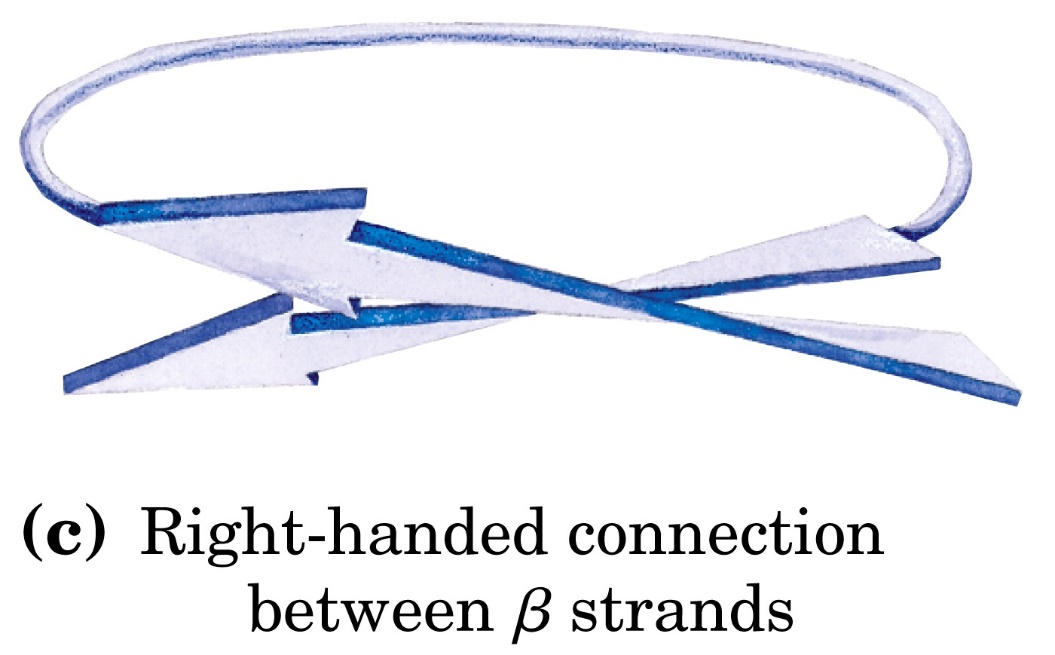 (c) Right-handed connection
between β strands